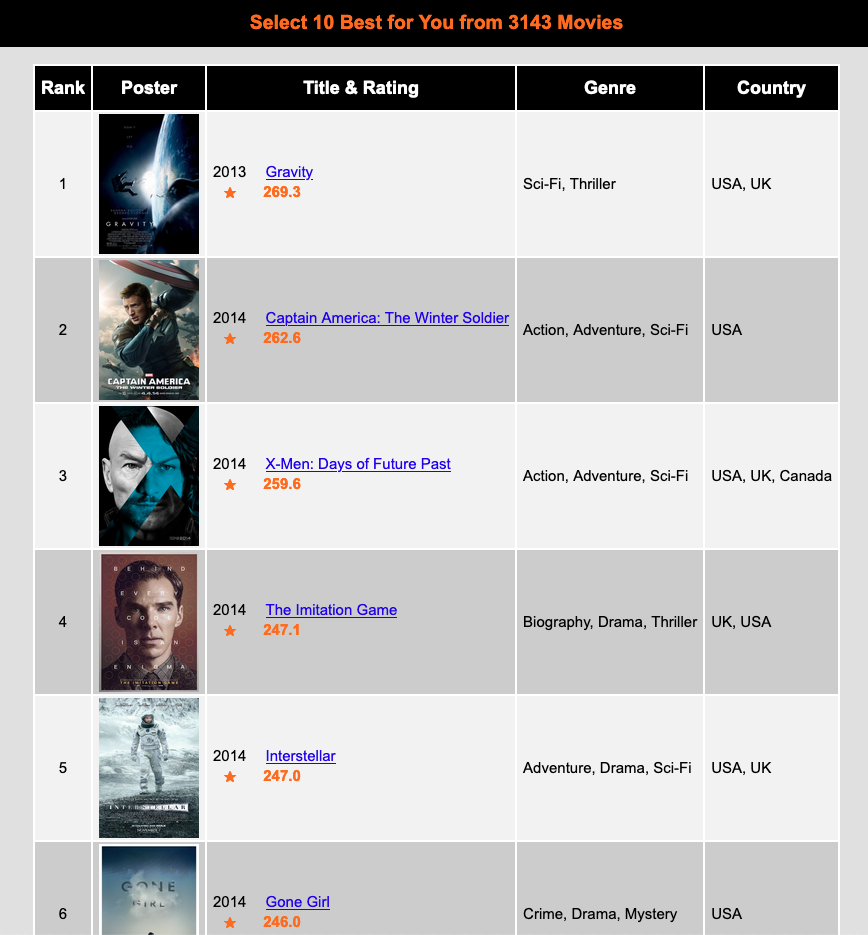 Select 10 Best for You from 3143 Movies
Rank Poster Title & Rating Genre Country
GRAVITY
1 2013 Gravity Sci-Fi, Thriller USA, UK
★ 269.3
2 2014 Captain America: The Winter Soldier Action, Adventure, Sci-Fi USA
★ 262.6
MARVEL
CAPTAIN AMERICA
THE WINTER SOLDIER
3 2014 X-Men: Days of Future Past Action, Adventure, Sci-Fi USA, UK, Canada
★ 259.6
BEHIND
EVERY
CODE
IS AN
ENIGMA
THE IMITATION GAME
4 2014 The Imitation Game Biography, Drama, Thriller UK, USA
★ 247.1
5 2014 Interstellar Adventure, Drama, Sci-Fi USA, UK
★ 247.0
INTERSTELLAR
GONE
GIRL
6 2014 Gone Girl Crime, Drama, Mystery USA
★ 246.0